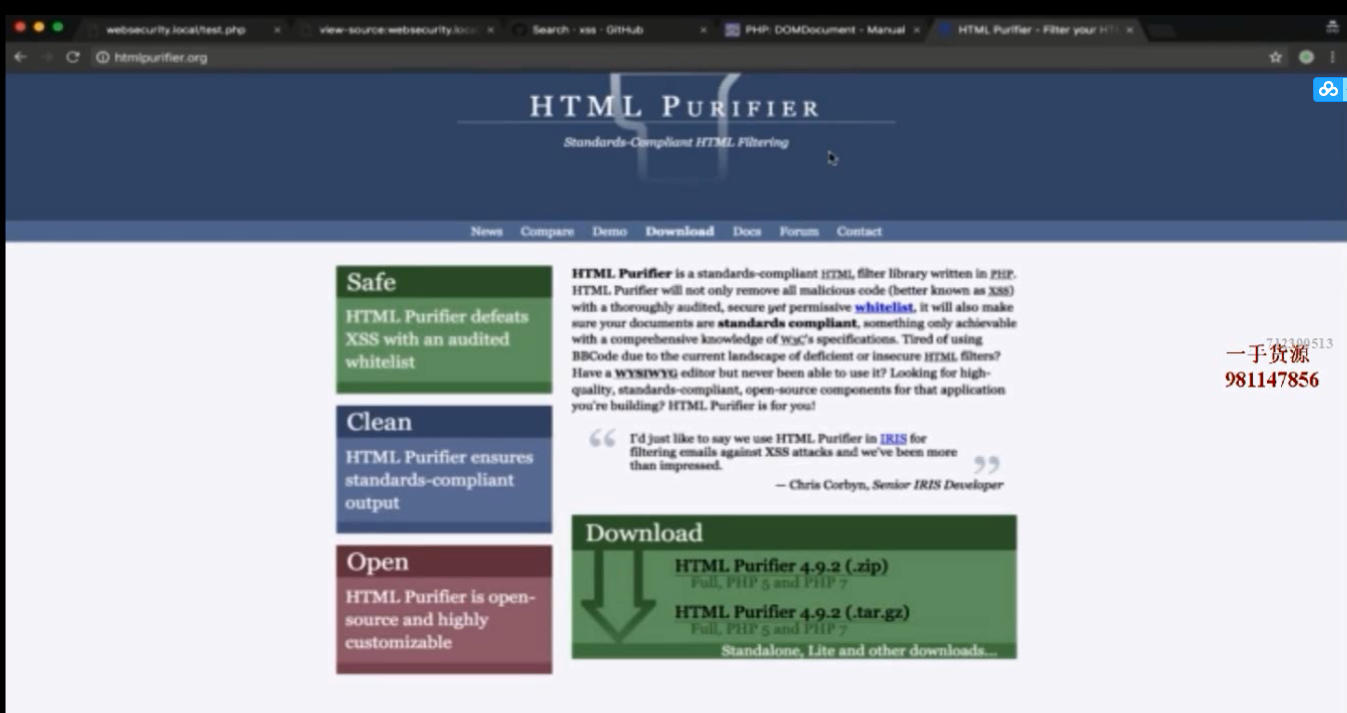 websecurity.local/test.php
view-source:websecurity.loca
Search · xss · GitHub
PHP: DOMDocument - Manual
HTML Purifier - Filter your HT
htmlpurifier.org
HTML PURIFIER
Standards-Compliant HTML Filtering
News Compare Demo Download Docs Forum Contact
Safe
HTML Purifier defeats
XSS with an audited
whitelist
Clean
HTML Purifier ensures
standards-compliant
output
Open
HTML Purifier is open-
source and highly
customizable
HTML Purifier is a standards-compliant HTML filter library written in PHP.
HTML Purifier will not only remove all malicious code (better known as XSS)
with a thoroughly audited, secure yet permissive whitelist, it will also make
sure your documents are standards compliant, something only achievable
with a comprehensive knowledge of W3C's specifications. Tired of using
BBCode due to the current landscape of deficient or insecure HTML filters?
Have a WYSIWYG editor but never been able to use it? Looking for high-
quality, standards-compliant, open-source components for that application
you're building? HTML Purifier is for you!
“ I'd just like to say we use HTML Purifier in IRIS for
filtering emails against XSS attacks and we've been more
than impressed. ”
— Chris Corbyn, Senior IRIS Developer
Download
HTML Purifier 4.9.2 (.zip)
Full, PHP 5 and PHP 7
HTML Purifier 4.9.2 (.tar.gz)
Full, PHP 5 and PHP 7
Standalone, Lite and other downloads...
一手货源
981147856